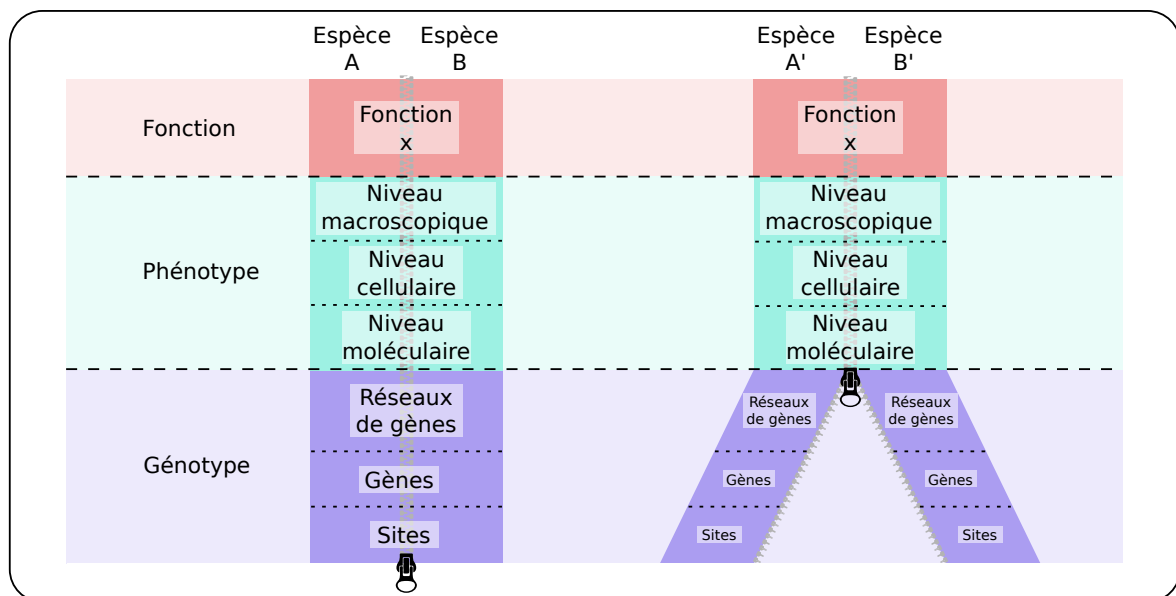 Espèce
A
Espèce
B
Espèce
A'
Espèce
B'
Fonction
Fonction
x
Fonction
x
Phénotype
Niveau
macroscopique
Niveau
cellulaire
Niveau
moléculaire
Niveau
macroscopique
Niveau
cellulaire
Niveau
moléculaire
Génotype
Réseaux
de gènes
Gènes
Sites
Réseaux
de gènes
Gènes
Sites
Réseaux
de gènes
Gènes
Sites